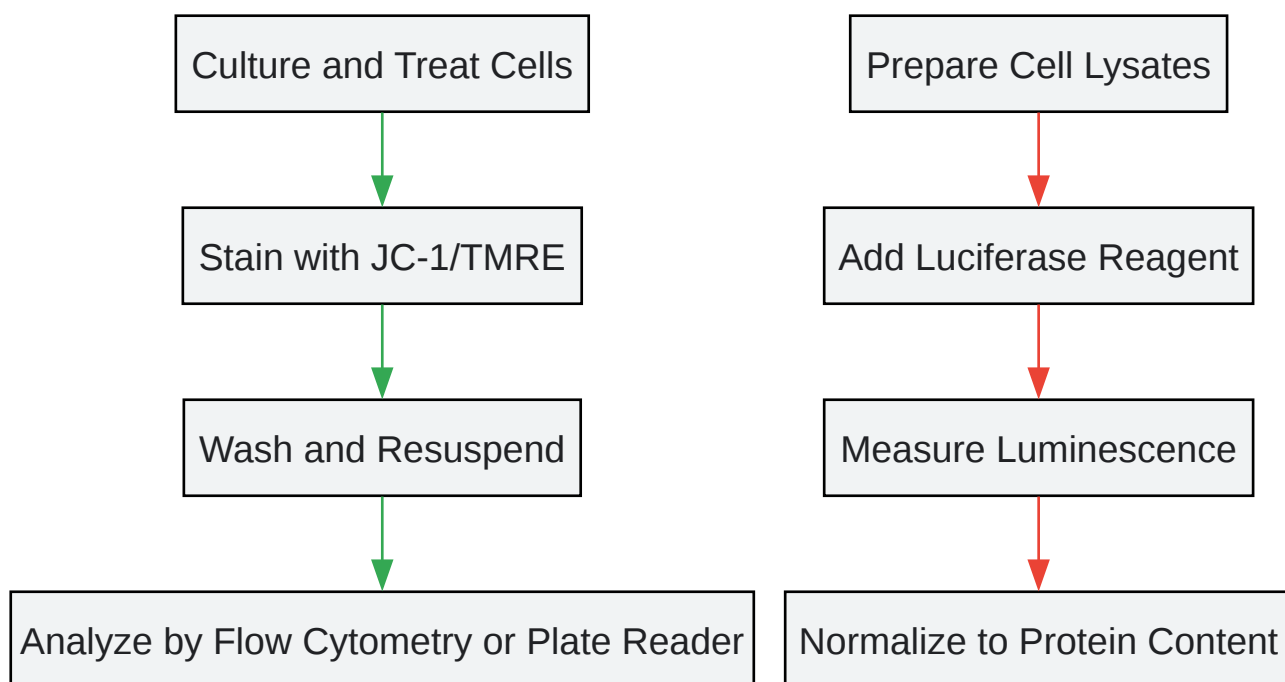 Culture and Treat Cells
Stain with JC-1/TMRE
Wash and Resuspend
Analyze by Flow Cytometry or Plate Reader
Prepare Cell Lysates
Add Luciferase Reagent
Measure Luminescence
Normalize to Protein Content